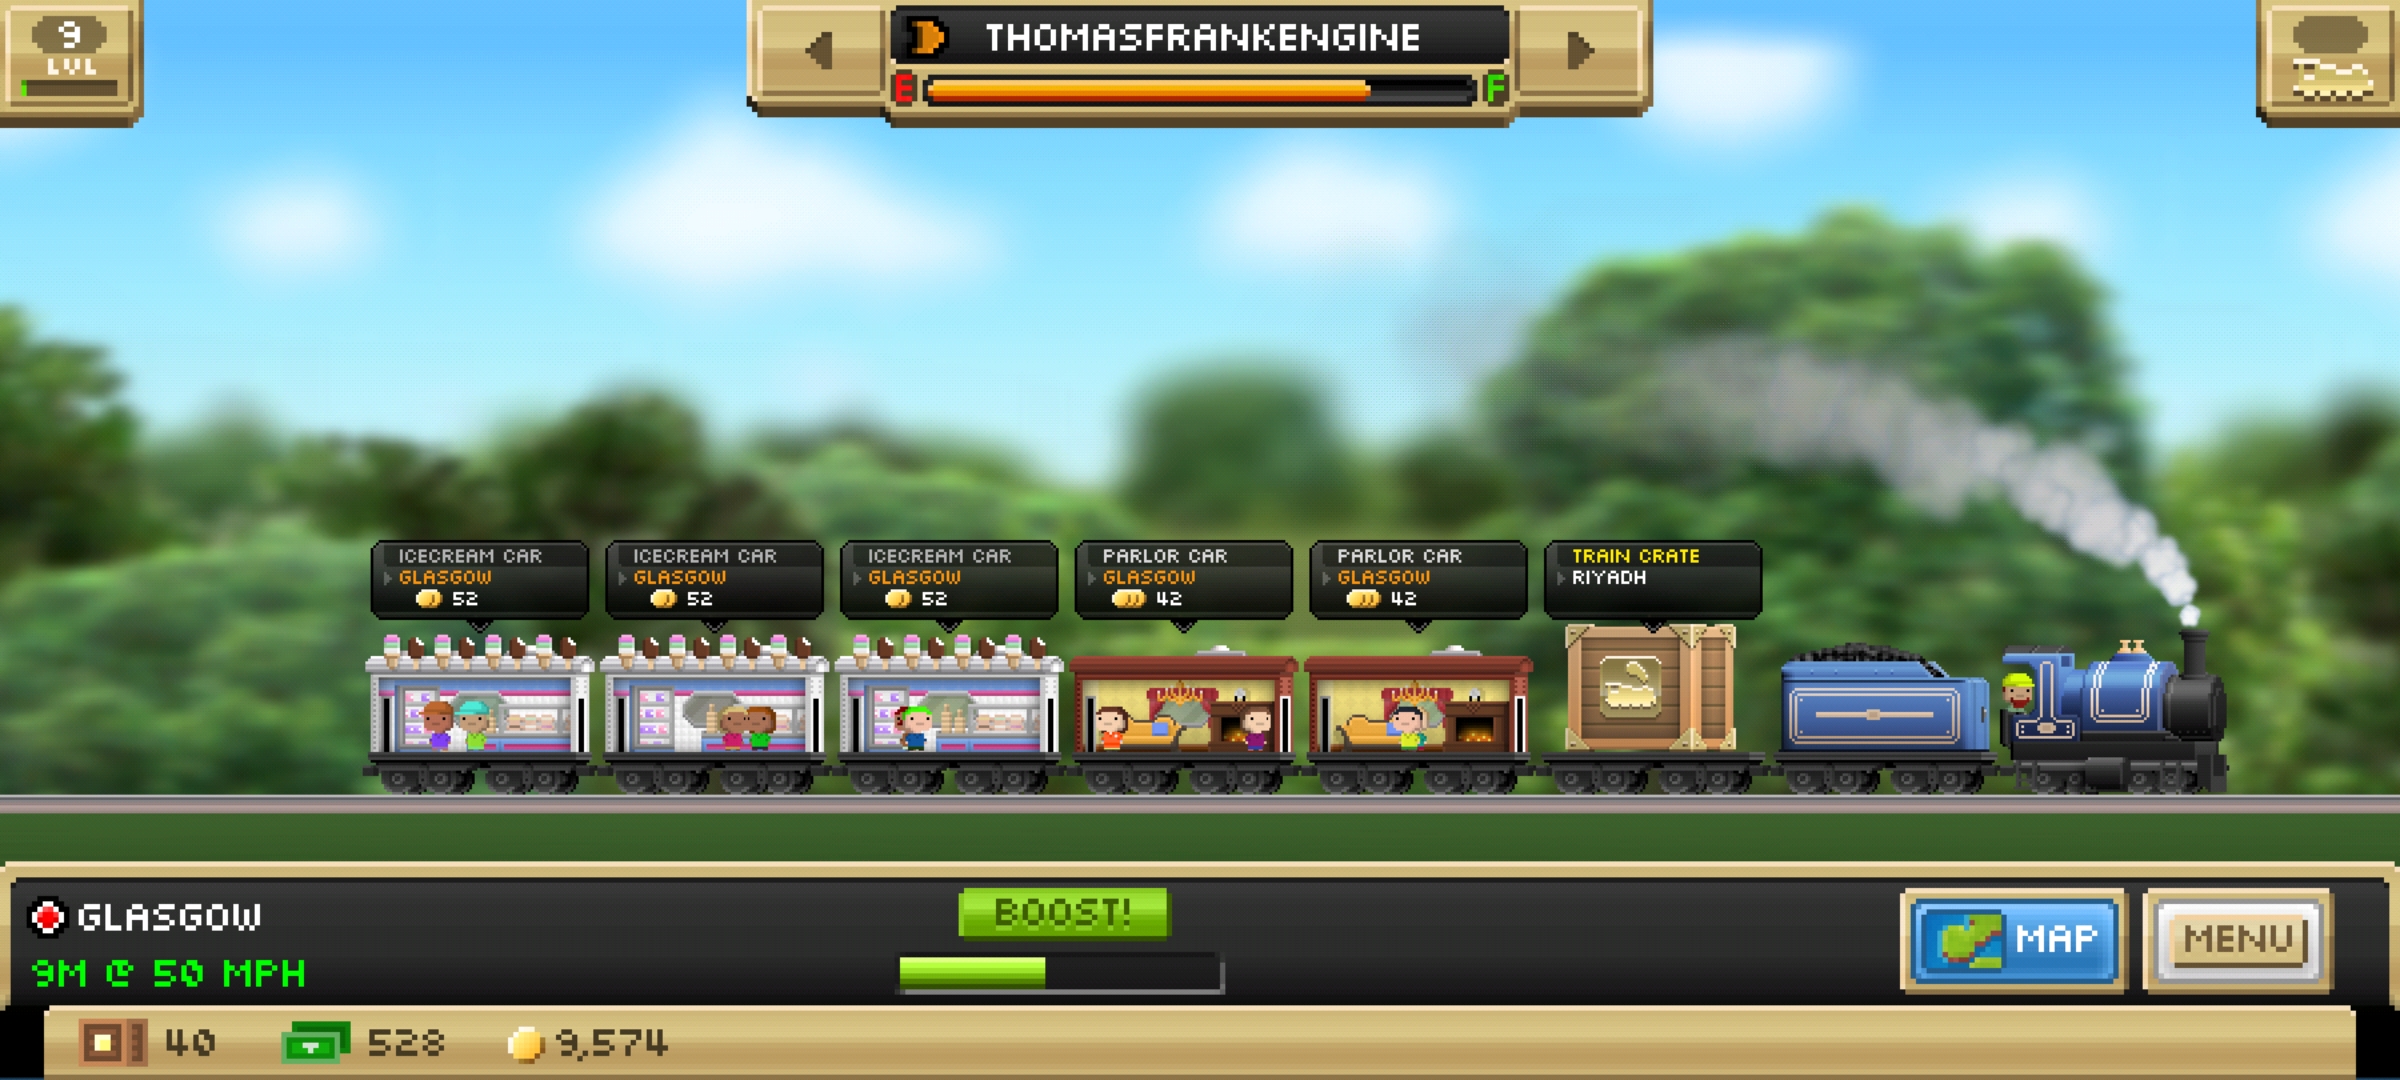 9
LVL
THOMASFRANKENGINE
E
F
ICECREAM CAR
GLASGOW
52
ICECREAM CAR
GLASGOW
52
ICECREAM CAR
GLASGOW
52
PARLOR CAR
GLASGOW
42
PARLOR CAR
GLASGOW
42
TRAIN CRATE
RIYADH
GLASGOW
9M @ 50 MPH
BOOST!
MAP
MENU
40
528
9,574